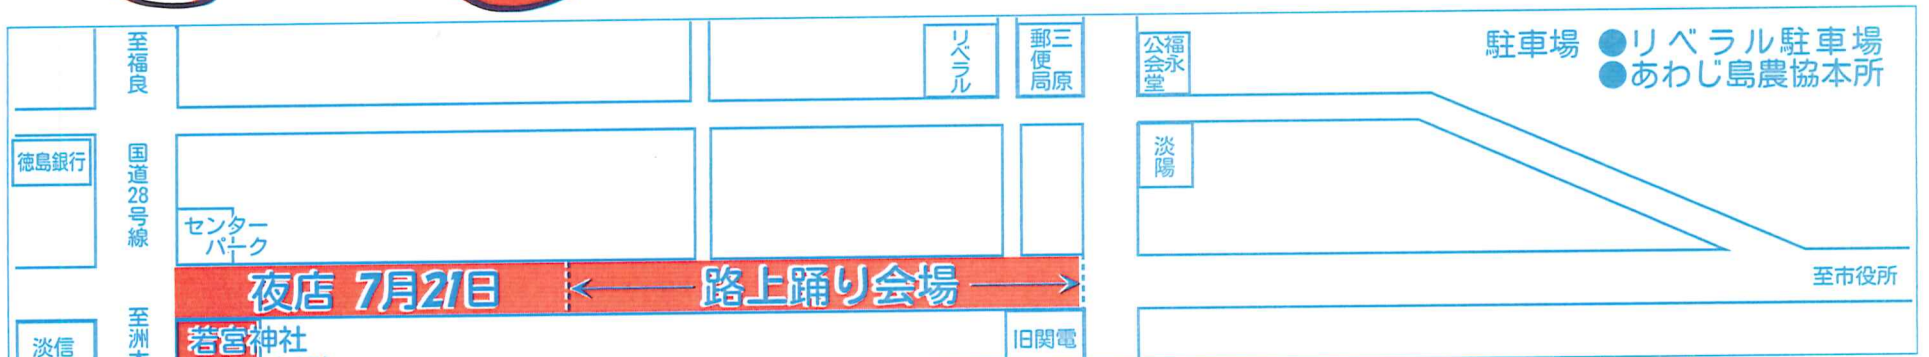 至福良
リベラル
三原
郵便局
福永
公会堂
駐車場 ●リベラル駐車場
●あわじ島農協本所
徳島銀行
国道28号線
淡陽
センター
パーク
夜店 7月21日
路上踊り会場
至市役所
至洲
若宮神社
旧関電
淡信